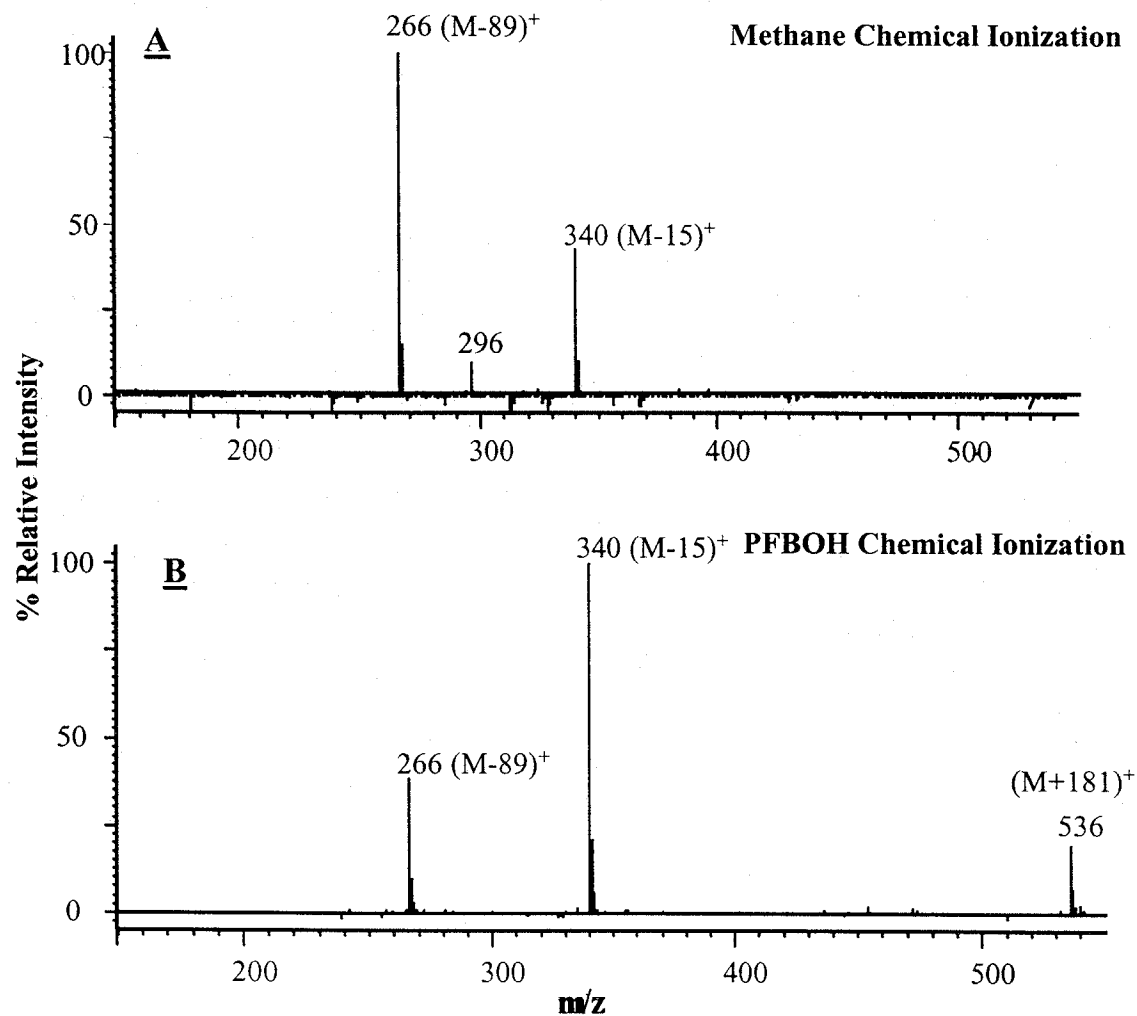 266 (M-89)+
A
Methane Chemical Ionization
100
50
0
340 (M-15)+
296
200
300
400
500
% Relative Intensity
340 (M-15)+
PFBOH Chemical Ionization
B
100
50
0
266 (M-89)+
(M+181)+
536
200
300
400
500
m/z